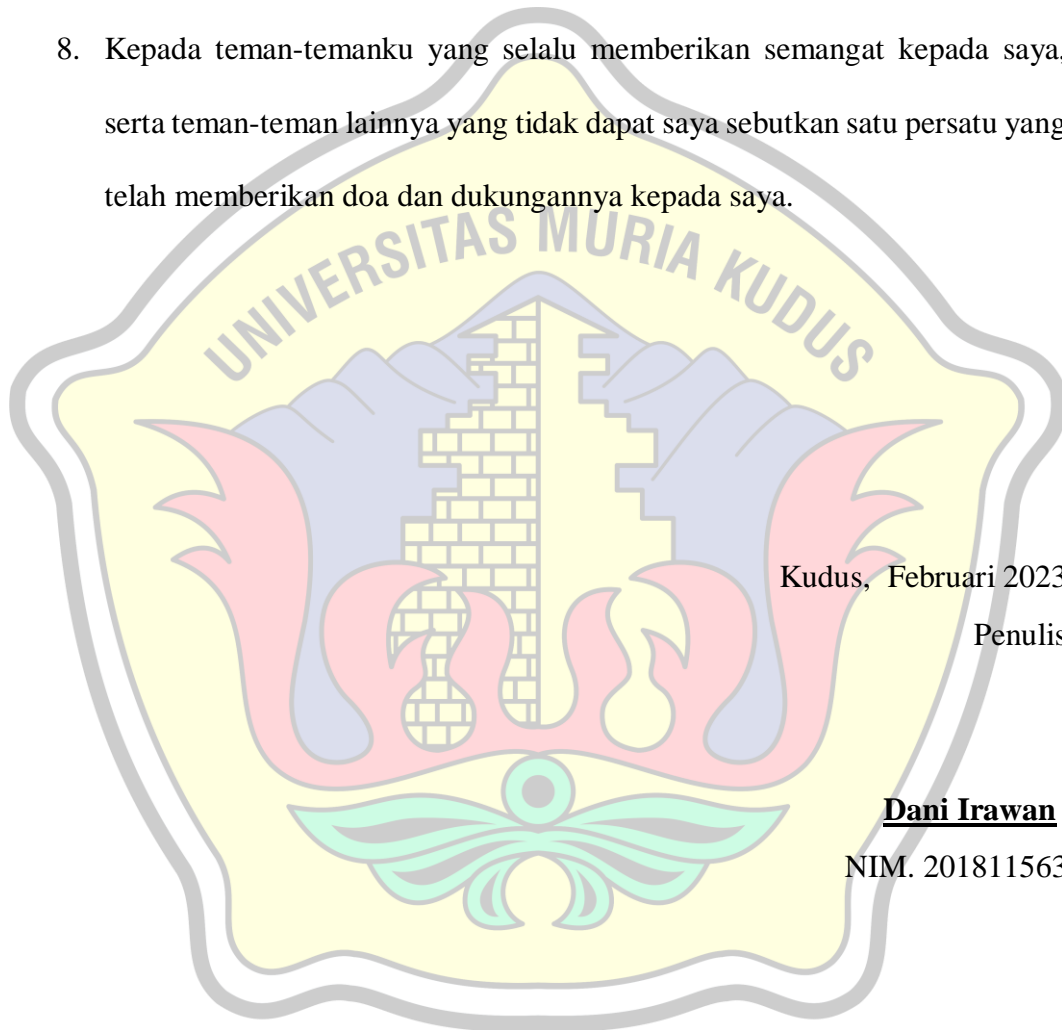 8. Kepada teman-temanku yang selalu memberikan semangat kepada saya,
serta teman-teman lainnya yang tidak dapat saya sebutkan satu persatu yang
telah memberikan doa dan dukungannya kepada saya.
UNIVERSITAS MURIA KUDUS
Kudus, Februari 2023
Penulis
Dani Irawan
NIM. 201811563